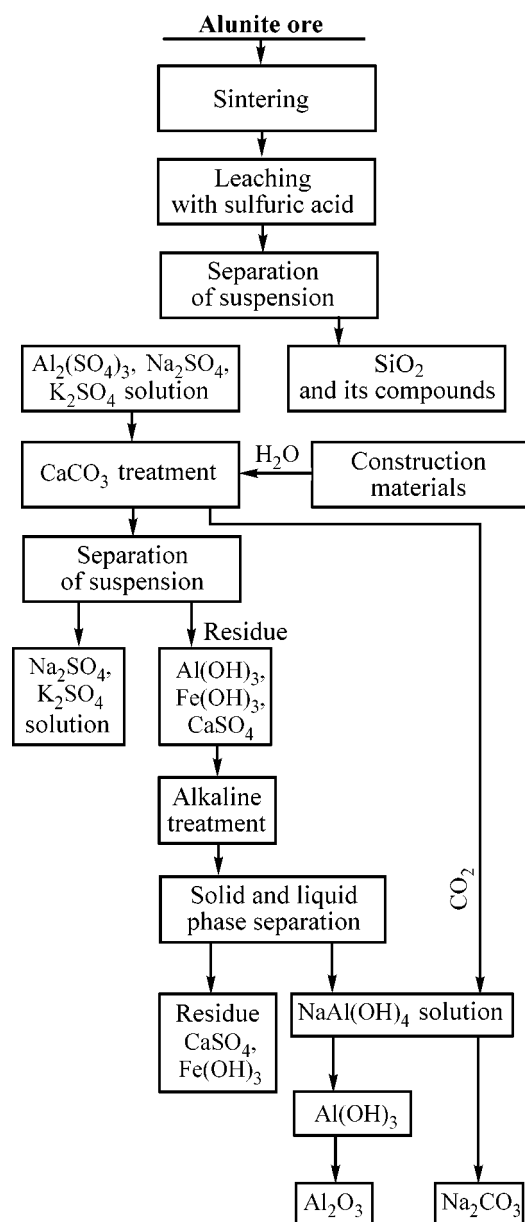 Alunite ore
Sintering
Leaching
with sulfuric acid
Separation
of suspension
Al₂(SO₄)₃, Na₂SO₄,
K₂SO₄ solution
SiO₂
and its compounds
CaCO₃ treatment
H₂O
Construction
materials
Separation
of suspension
Residue
Na₂SO₄,
K₂SO₄
solution
Al(OH)₃,
Fe(OH)₃,
CaSO₄
Alkaline
treatment
Solid and liquid
phase separation
CO₂
Residue
CaSO₄,
Fe(OH)₃
NaAl(OH)₄ solution
Al(OH)₃
Al₂O₃
Na₂CO₃